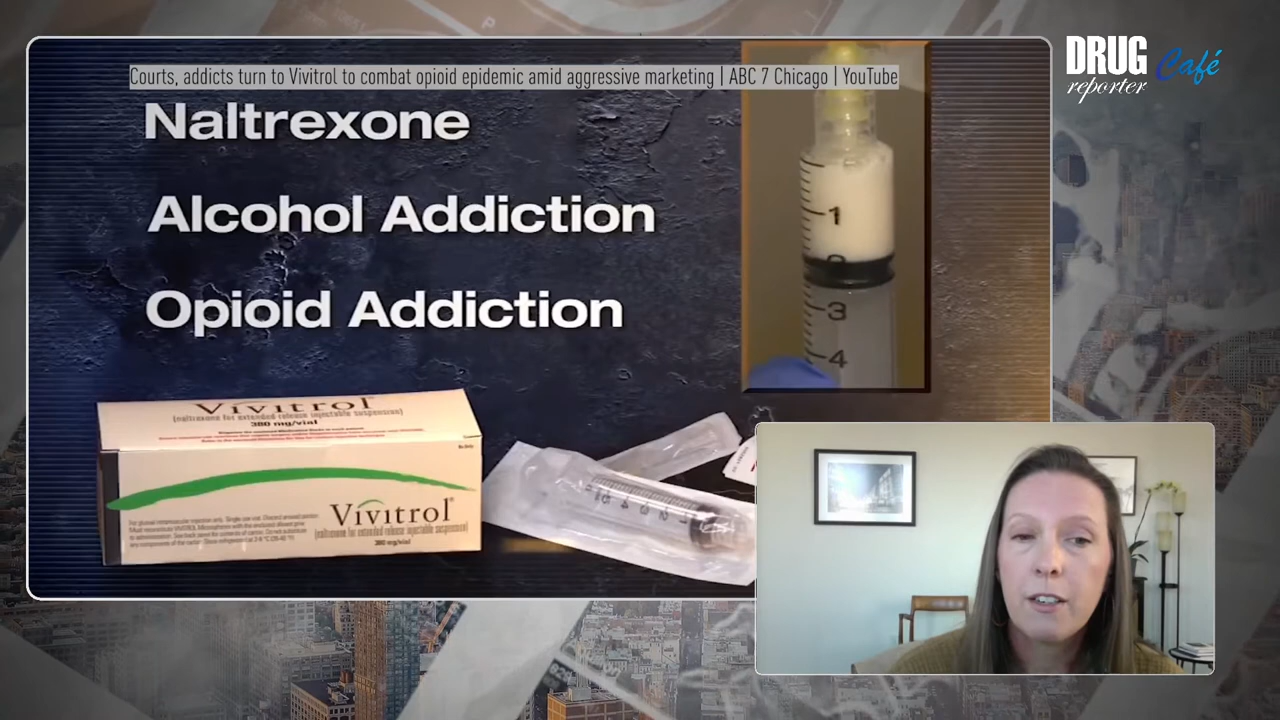 DRUG Café
reporter
Courts, addicts turn to Vivitrol to combat opioid epidemic amid aggressive marketing | ABC 7 Chicago | YouTube
Naltrexone
Alcohol Addiction
Opioid Addiction
1
3
4
Vivitrol®
(naltrexone for extended release injectable suspension)
380 mg/vial
Vivitrol®
(naltrexone for extended release injectable suspension)
380 mg/vial